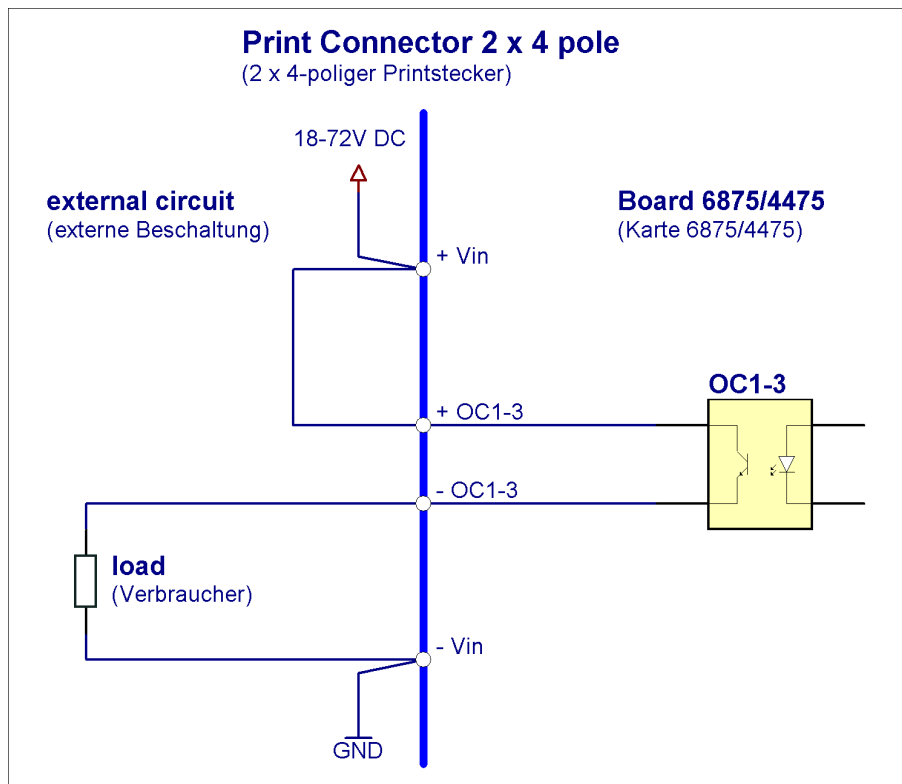 Print Connector 2 x 4 pole
(2 x 4-poliger Printstecker)
18-72V DC
external circuit
(externe Beschaltung)
Board 6875/4475
(Karte 6875/4475)
+ Vin
OC1-3
+ OC1-3
- OC1-3
load
(Verbraucher)
- Vin
GND